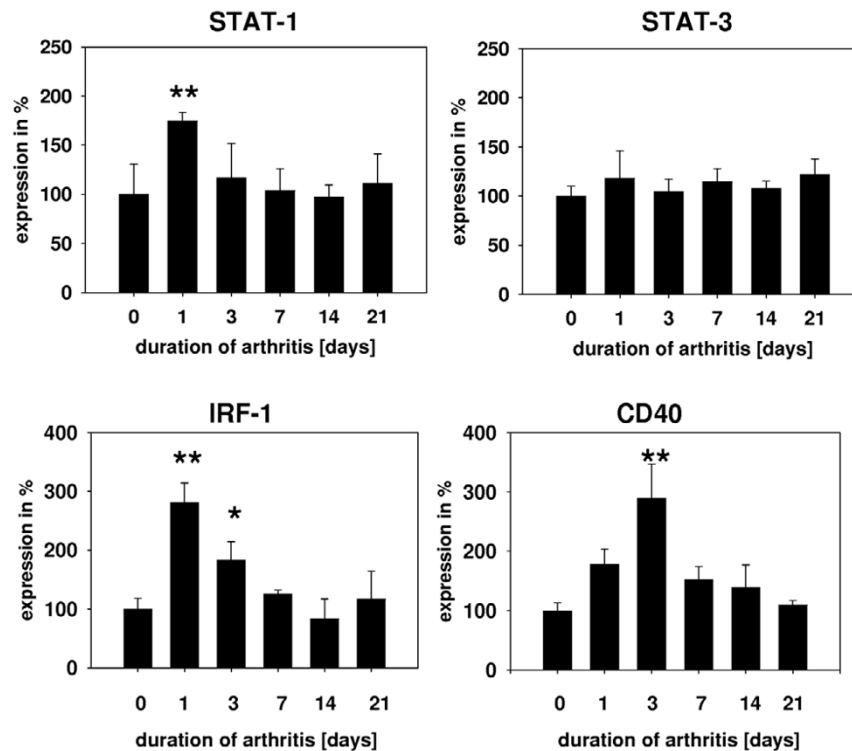 STAT-1
expression in %
250
200
150
100
50
0
**
0 1 3 7 14 21
duration of arthritis [days]
STAT-3
expression in %
250
200
150
100
50
0
0 1 3 7 14 21
duration of arthritis [days]
IRF-1
expression in %
400
300
200
100
0
**
*
0 1 3 7 14 21
duration of arthritis [days]
CD40
expression in %
400
300
200
100
0
**
0 1 3 7 14 21
duration of arthritis [days]